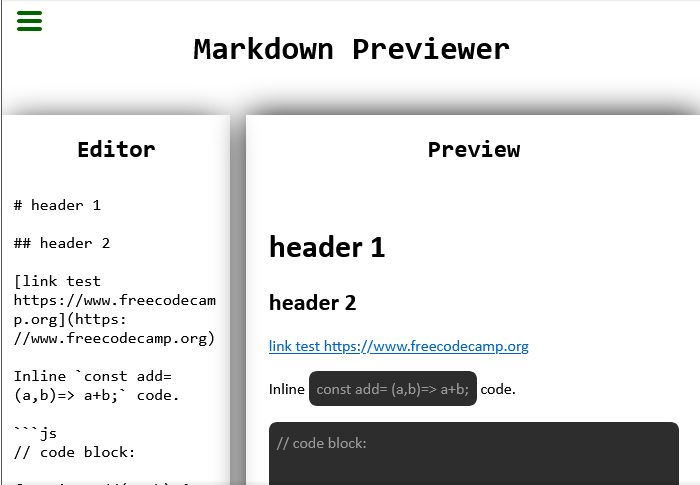 Markdown Previewer
Editor
# header 1
## header 2
[link test
https://www.freecodecam
p.org](https:
//www.freecodecamp.org)
Inline `const add=
(a,b)=> a+b;` code.
```js
// code block:
Preview
header 1
header 2
link test https://www.freecodecamp.org
Inline const add= (a,b)=> a+b; code.
// code block: